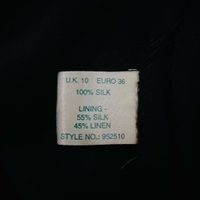 U.K. 10 EURO 36
100% SILK
LINING -
55% SILK
45% LINEN
STYLE NO.: 952510